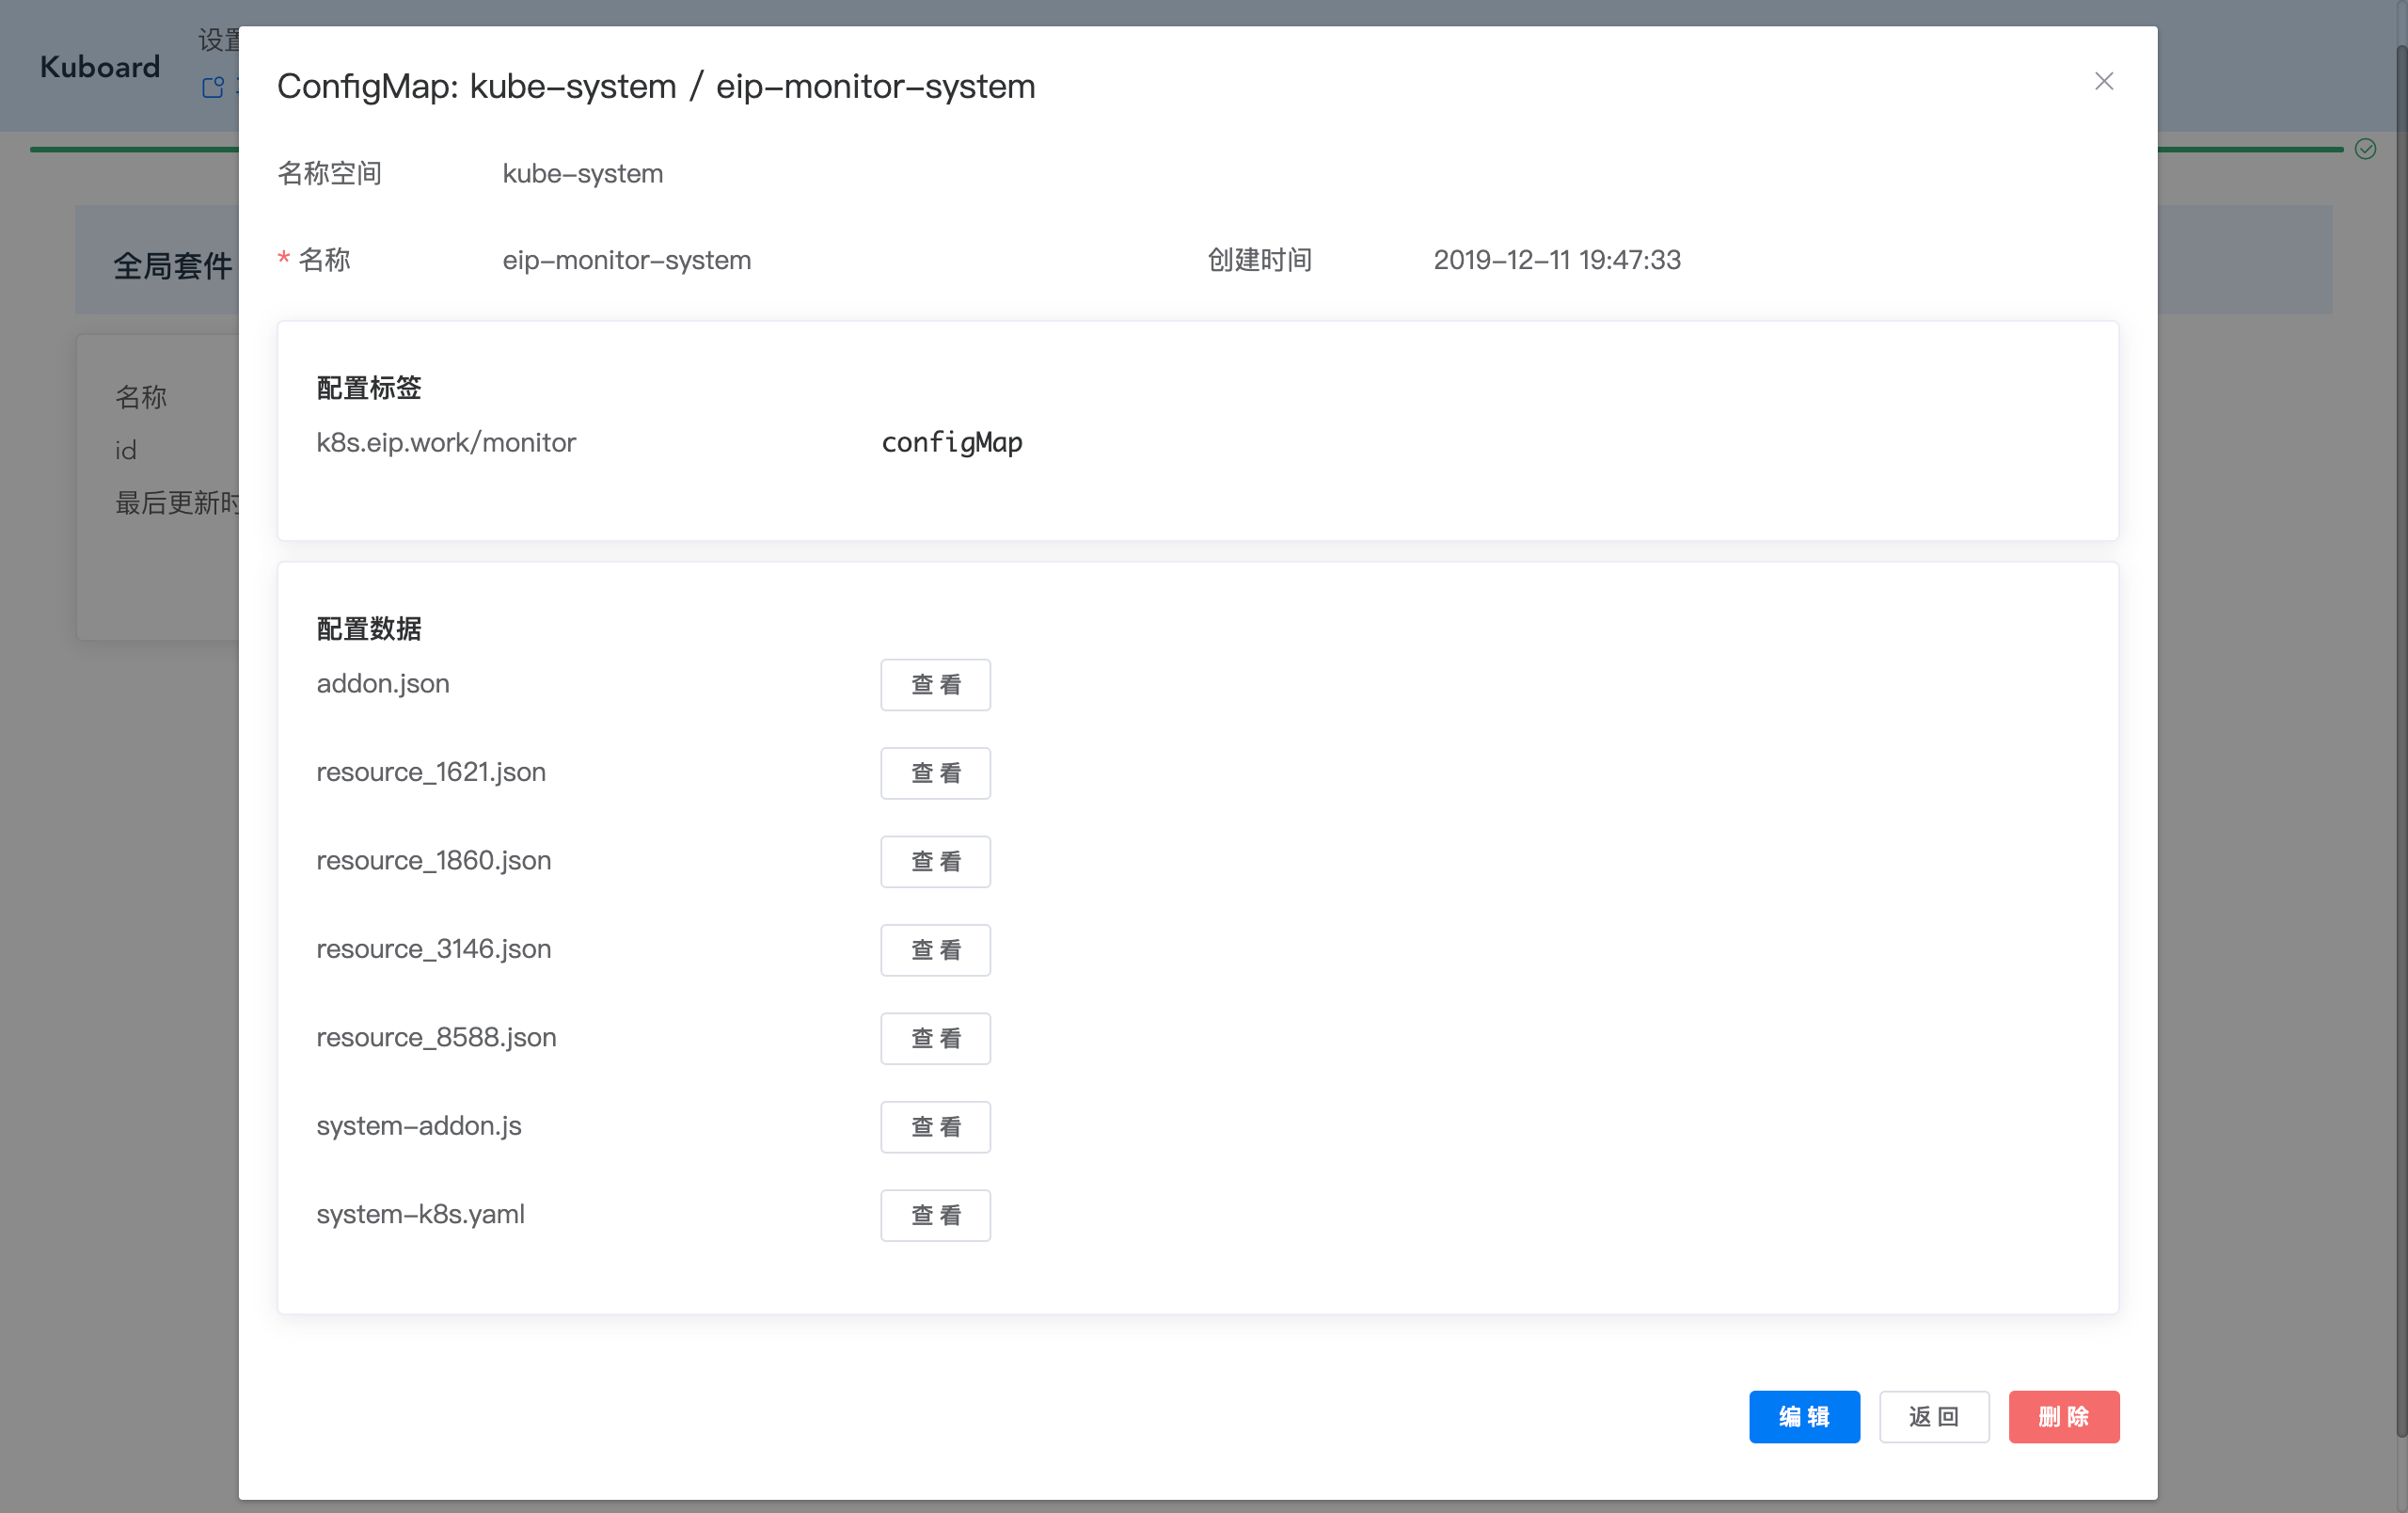 Kuboard
设置
ConfigMap: kube-system / eip-monitor-system
名称空间 kube-system
* 名称 eip-monitor-system 创建时间 2019-12-11 19:47:33
全局套件
名称
id
最后更新时
配置标签
k8s.eip.work/monitor configMap
配置数据
addon.json 查看
resource_1621.json 查看
resource_1860.json 查看
resource_3146.json 查看
resource_8588.json 查看
system-addon.js 查看
system-k8s.yaml 查看
编辑 返回 删除